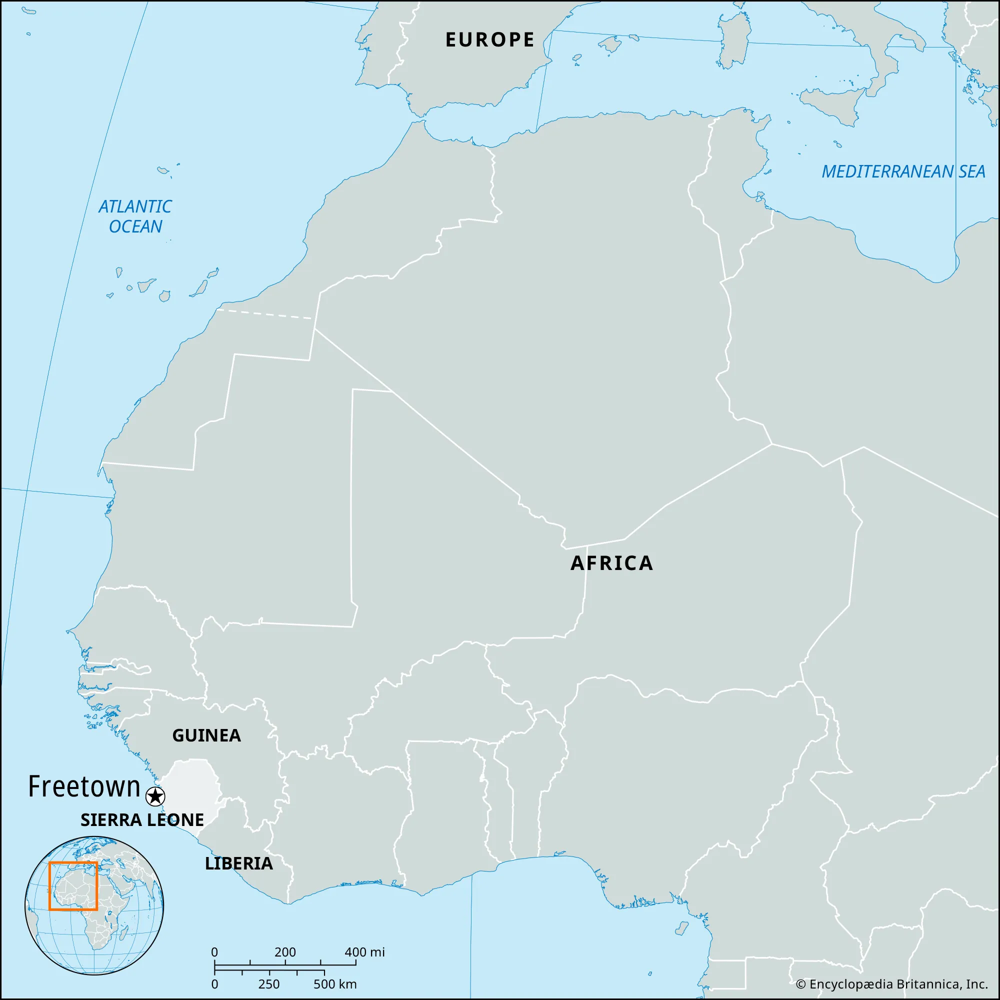 EUROPE
MEDITERRANEAN SEA
ATLANTIC
OCEAN
AFRICA
GUINEA
Freetown
SIERRA LEONE
LIBERIA
0 200 400 mi
0 250 500 km
© Encyclopædia Britannica, Inc.